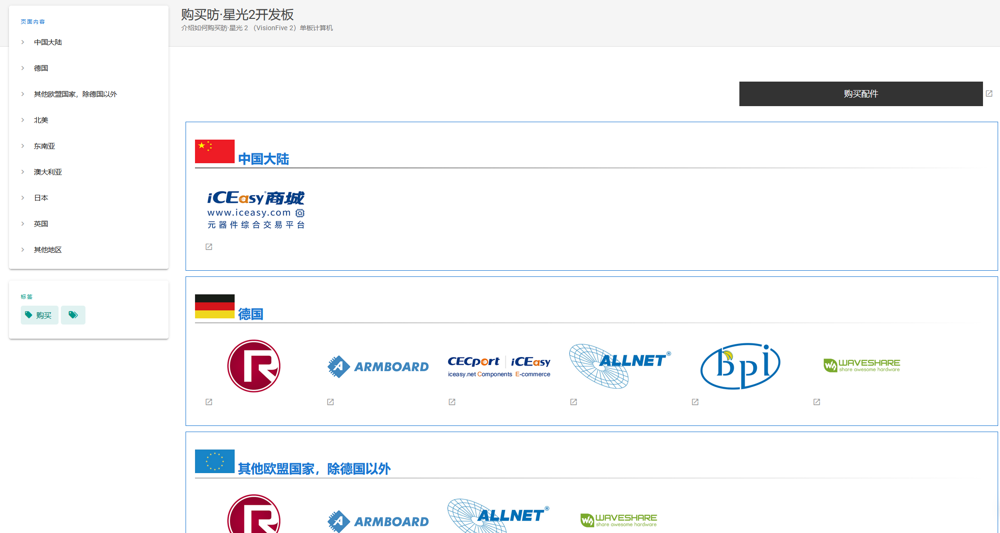 页面内容
中国大陆
德国
其他欧盟国家，除德国以外
北美
东南亚
澳大利亚
日本
英国
其他地区
标签
购买
购买昉·星光2开发板
介绍如何购买昉·星光 2 （VisionFive 2）单板计算机
购买配件
中国大陆
iCEasy®商城
www.iceasy.com
元器件综合交易平台
德国
R
ARMBOARD
CECport | iCEasy
iceasy.net Components E-commerce
ALLNET®
bpi
WAVESHARE
share awesome hardware
其他欧盟国家，除德国以外
R
ARMBOARD
ALLNET®
WAVESHARE
share awesome hardware